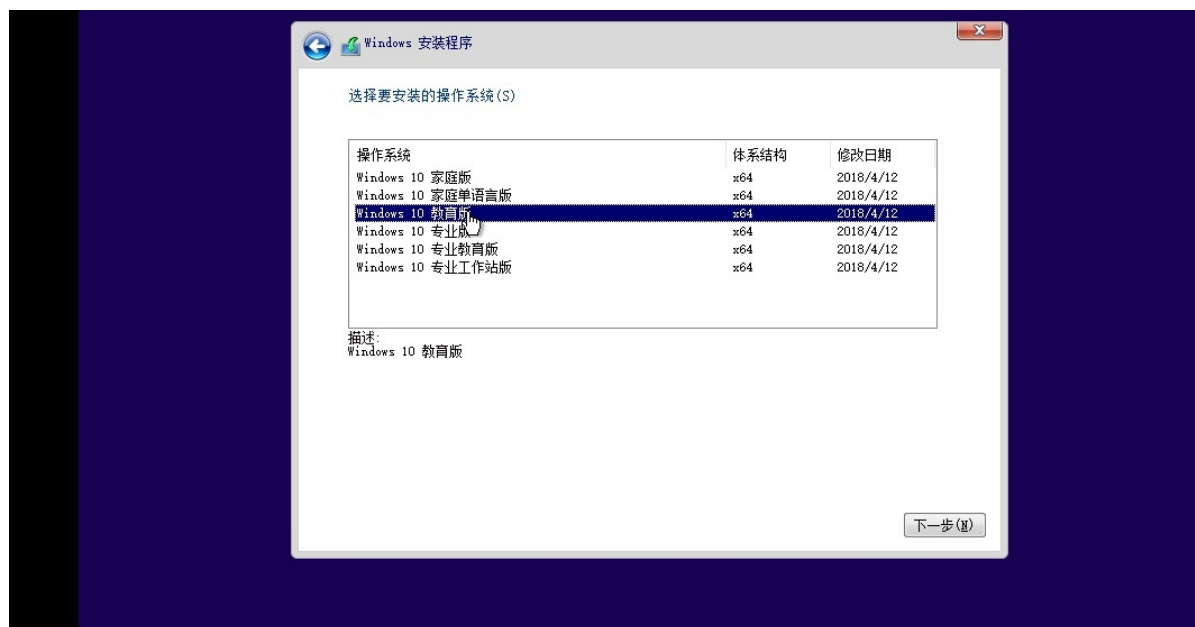 Windows 安装程序
选择要安装的操作系统(S)
操作系统 体系结构 修改日期
Windows 10 家庭版 x64 2018/4/12
Windows 10 家庭单语言版 x64 2018/4/12
Windows 10 教育版 x64 2018/4/12
Windows 10 专业版 x64 2018/4/12
Windows 10 专业教育版 x64 2018/4/12
Windows 10 专业工作站版 x64 2018/4/12
描述:
Windows 10 教育版
下一步(N)